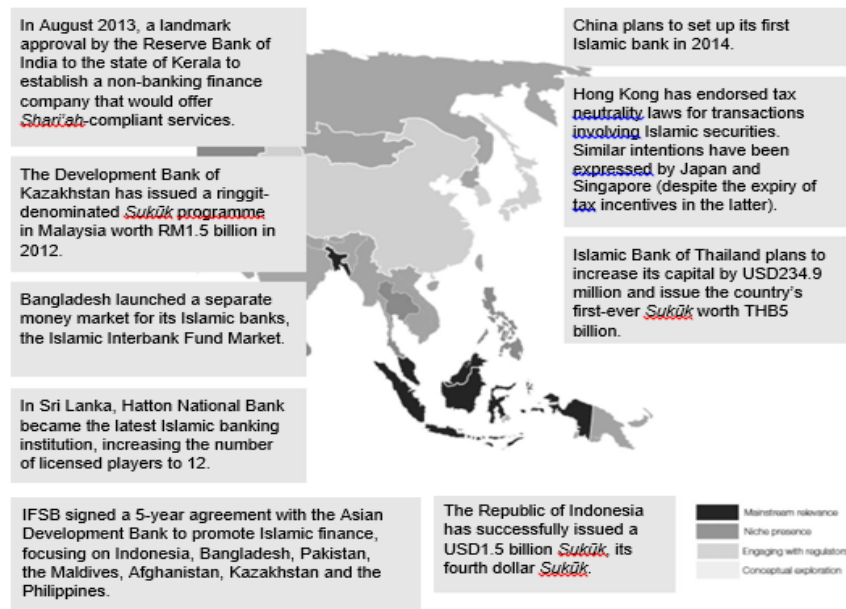 In August 2013, a landmark
approval by the Reserve Bank of
India to the state of Kerala to
establish a non-banking finance
company that would offer
Shari'ah-compliant services.
The Development Bank of
Kazakhstan has issued a ringgit-
denominated Ṣukūk programme
in Malaysia worth RM1.5 billion in
2012.
Bangladesh launched a separate
money market for its Islamic banks,
the Islamic Interbank Fund Market.
In Sri Lanka, Hatton National Bank
became the latest Islamic banking
institution, increasing the number
of licensed players to 12.
IFSB signed a 5-year agreement with the Asian
Development Bank to promote Islamic finance,
focusing on Indonesia, Bangladesh, Pakistan,
the Maldives, Afghanistan, Kazakhstan and the
Philippines.
China plans to set up its first
Islamic bank in 2014.
Hong Kong has endorsed tax
neutrality laws for transactions
involving Islamic securities.
Similar intentions have been
expressed by Japan and
Singapore (despite the expiry of
tax incentives in the latter).
Islamic Bank of Thailand plans to
increase its capital by USD234.9
million and issue the country's
first-ever Ṣukūk worth THB5
billion.
The Republic of Indonesia
has successfully issued a
USD1.5 billion Ṣukūk, its
fourth dollar Ṣukūk.
Mainstream relevance
Niche presence
Engaging with regulators
Conceptual exploration